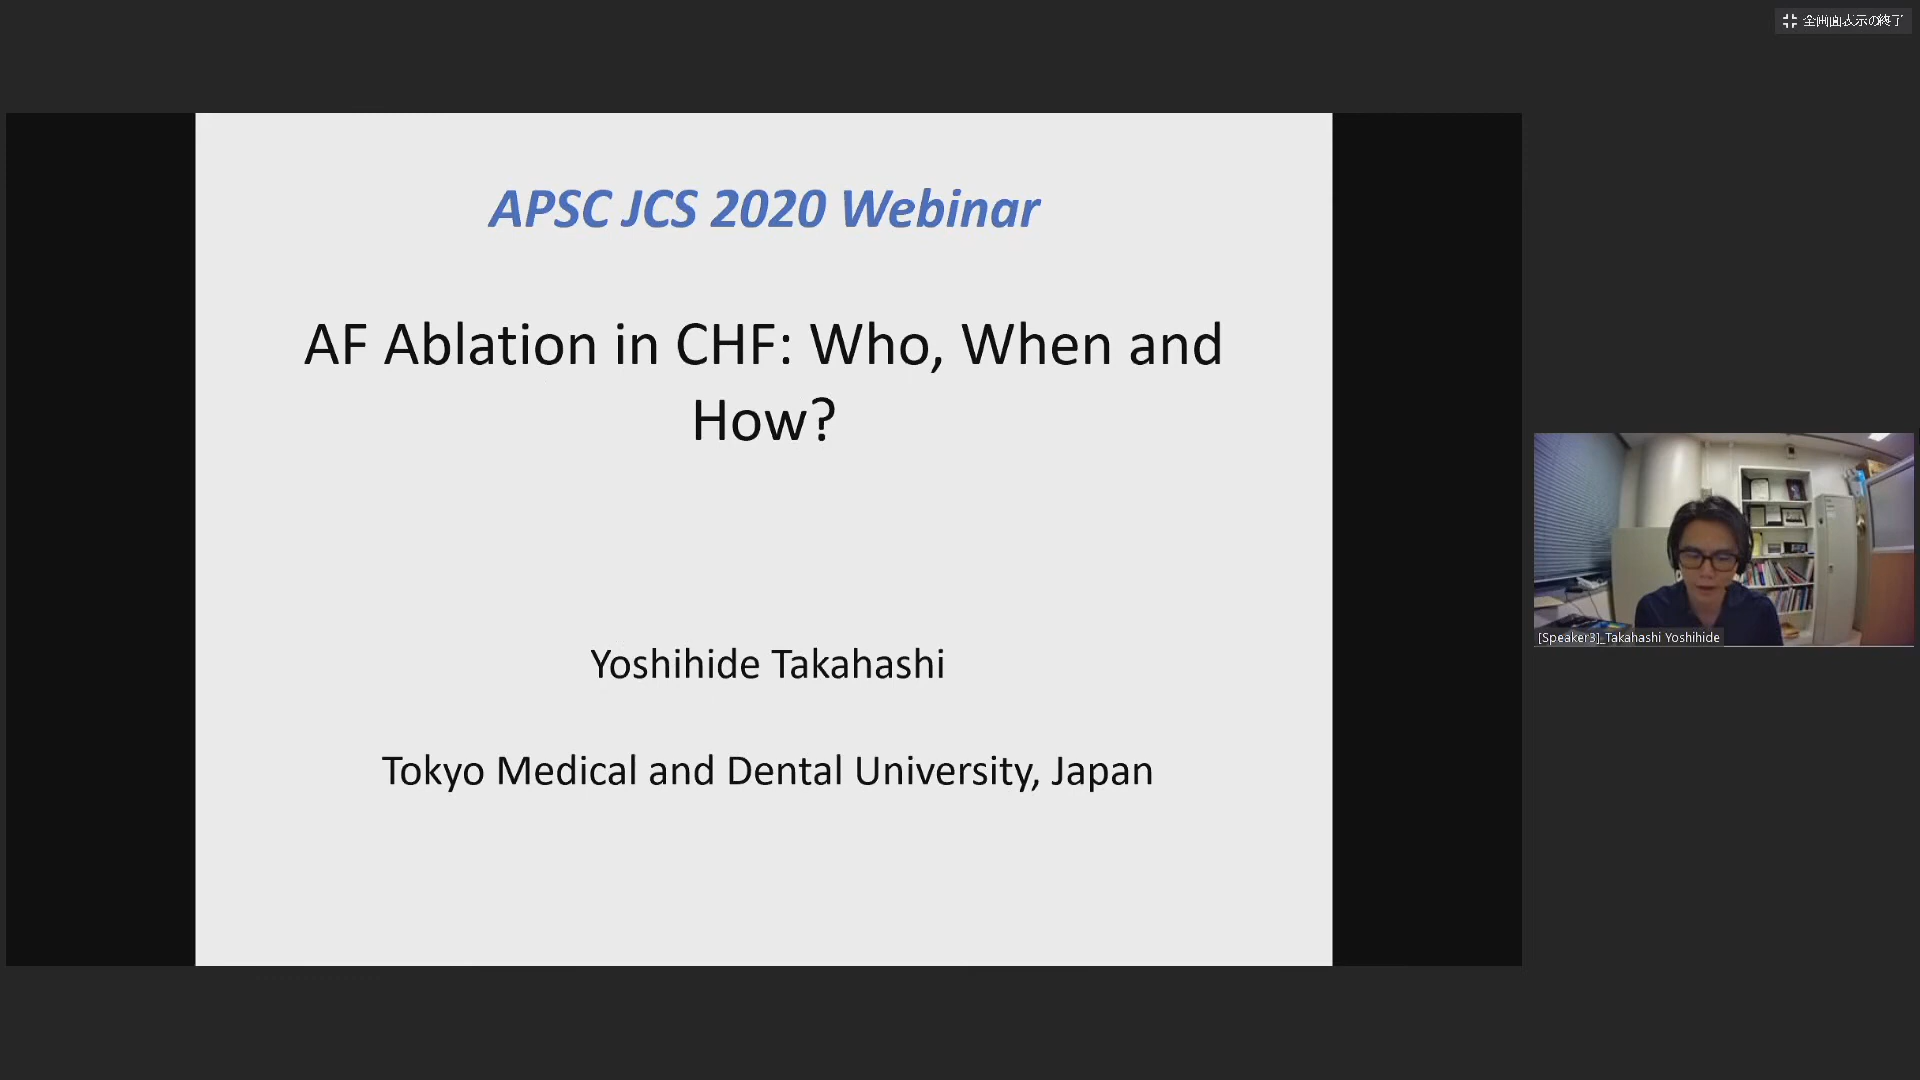 全画面表示の終了
APSC JCS 2020 Webinar
AF Ablation in CHF: Who, When and
How?
Yoshihide Takahashi
Tokyo Medical and Dental University, Japan
[Speaker3]_Takahashi Yoshihide